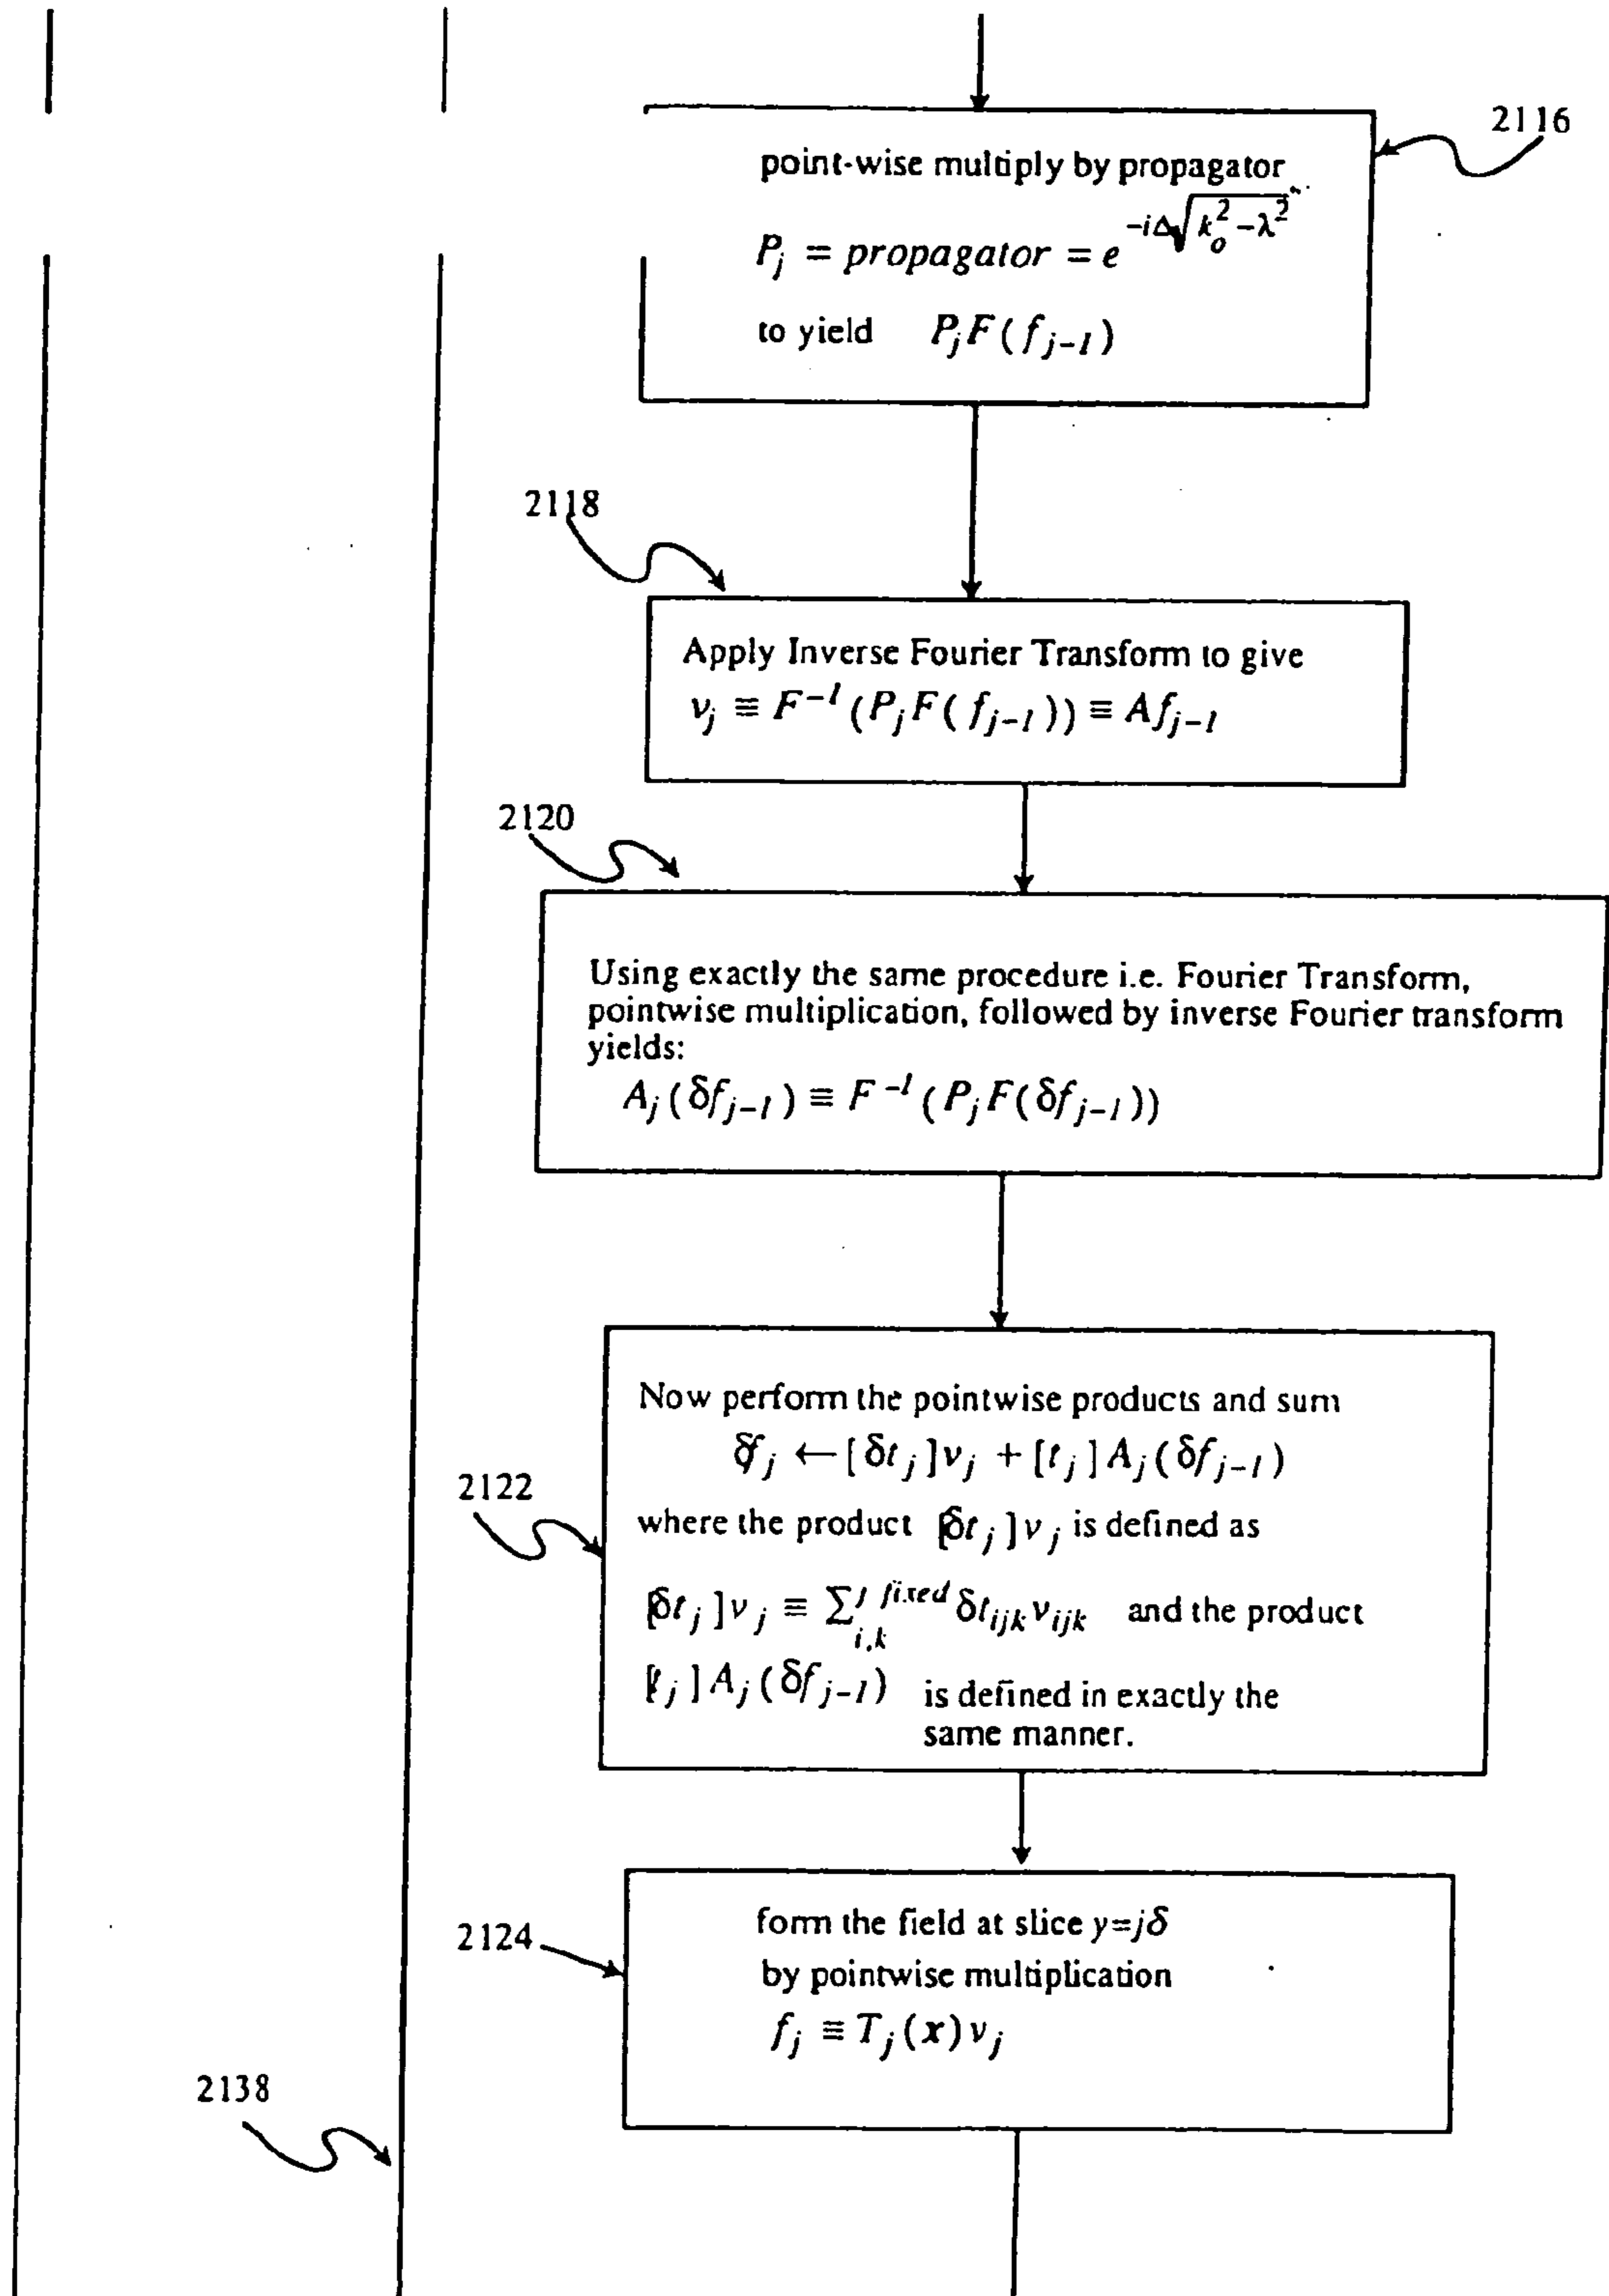 2116
point-wise multiply by propagator
P_j = propagator = e^{-iΔ√(k_o^2 −λ^2)}
to yield P_j F(f_{j−1})
2118
Apply Inverse Fourier Transform to give
v_j ≡ F^{−1}(P_j F(f_{j−1})) ≡ Af_{j−1}
2120
Using exactly the same procedure i.e. Fourier Transform,
pointwise multiplication, followed by inverse Fourier transform
yields:
A_j(δf_{j−1}) ≡ F^{−1}(P_j F(δf_{j−1}))
2122
Now perform the pointwise products and sum
δf_j ← [δt_j]v_j + [t_j]A_j(δf_{j−1})
where the product [δt_j]v_j is defined as
[δt_j]v_j ≡ ∑_{i,k}^{j fixed} δt_{ijk}v_{ijk} and the product
[t_j]A_j(δf_{j−1}) is defined in exactly the
same manner.
2124
form the field at slice y=jδ
by pointwise multiplication
f_j ≡ T_j(x)v_j
2138